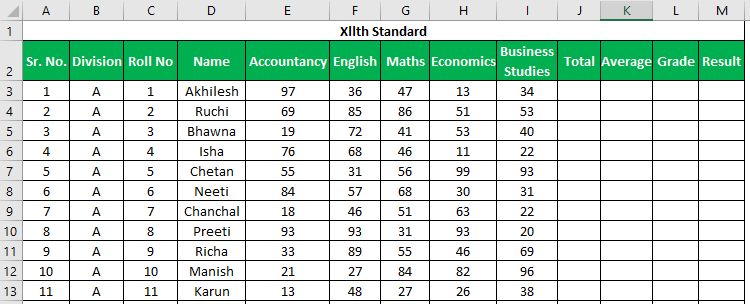 A B C D E F G H I J K L M
1 XIIth Standard
2 Sr. No. Division Roll No Name Accountancy English Maths Economics Business Studies Total Average Grade Result
3 1 A 1 Akhilesh 97 36 47 13 34
4 2 A 2 Ruchi 69 85 86 51 53
5 3 A 3 Bhawna 19 72 41 53 40
6 4 A 4 Isha 76 68 46 11 22
7 5 A 5 Chetan 55 31 56 99 93
8 6 A 6 Neeti 84 57 68 30 31
9 7 A 7 Chanchal 18 46 51 63 22
10 8 A 8 Preeti 93 93 31 93 20
11 9 A 9 Richa 33 89 55 46 69
12 10 A 10 Manish 21 27 84 82 96
13 11 A 11 Karun 13 48 27 26 38